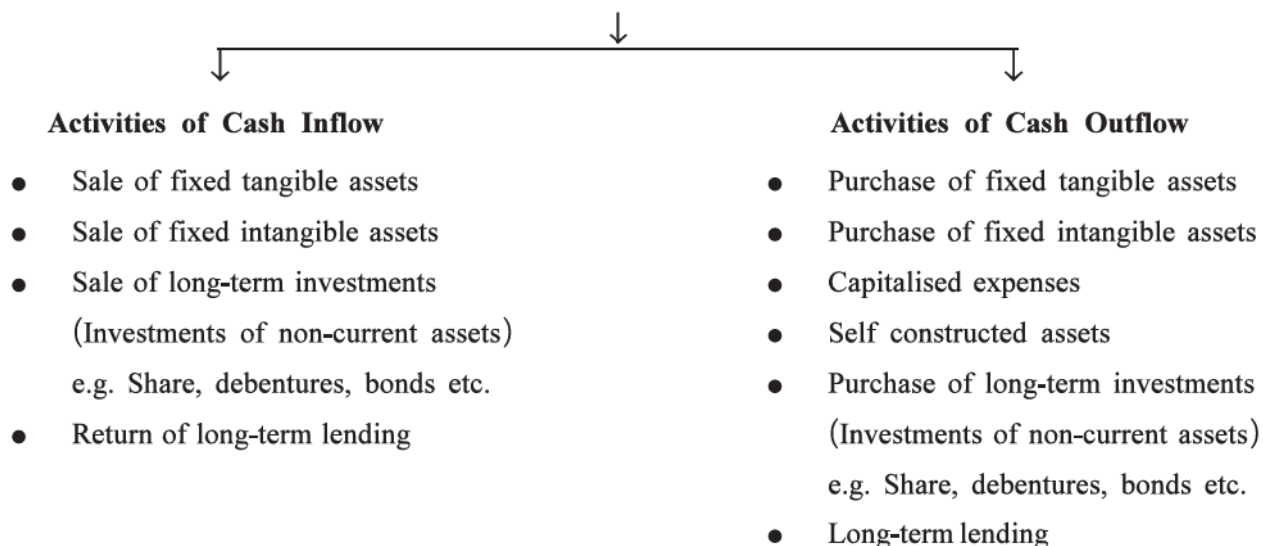 Activities of Cash Inflow
● Sale of fixed tangible assets
● Sale of fixed intangible assets
● Sale of long-term investments
(Investments of non-current assets)
e.g. Share, debentures, bonds etc.
● Return of long-term lending
Activities of Cash Outflow
● Purchase of fixed tangible assets
● Purchase of fixed intangible assets
● Capitalised expenses
● Self constructed assets
● Purchase of long-term investments
(Investments of non-current assets)
e.g. Share, debentures, bonds etc.
● Long-term lending